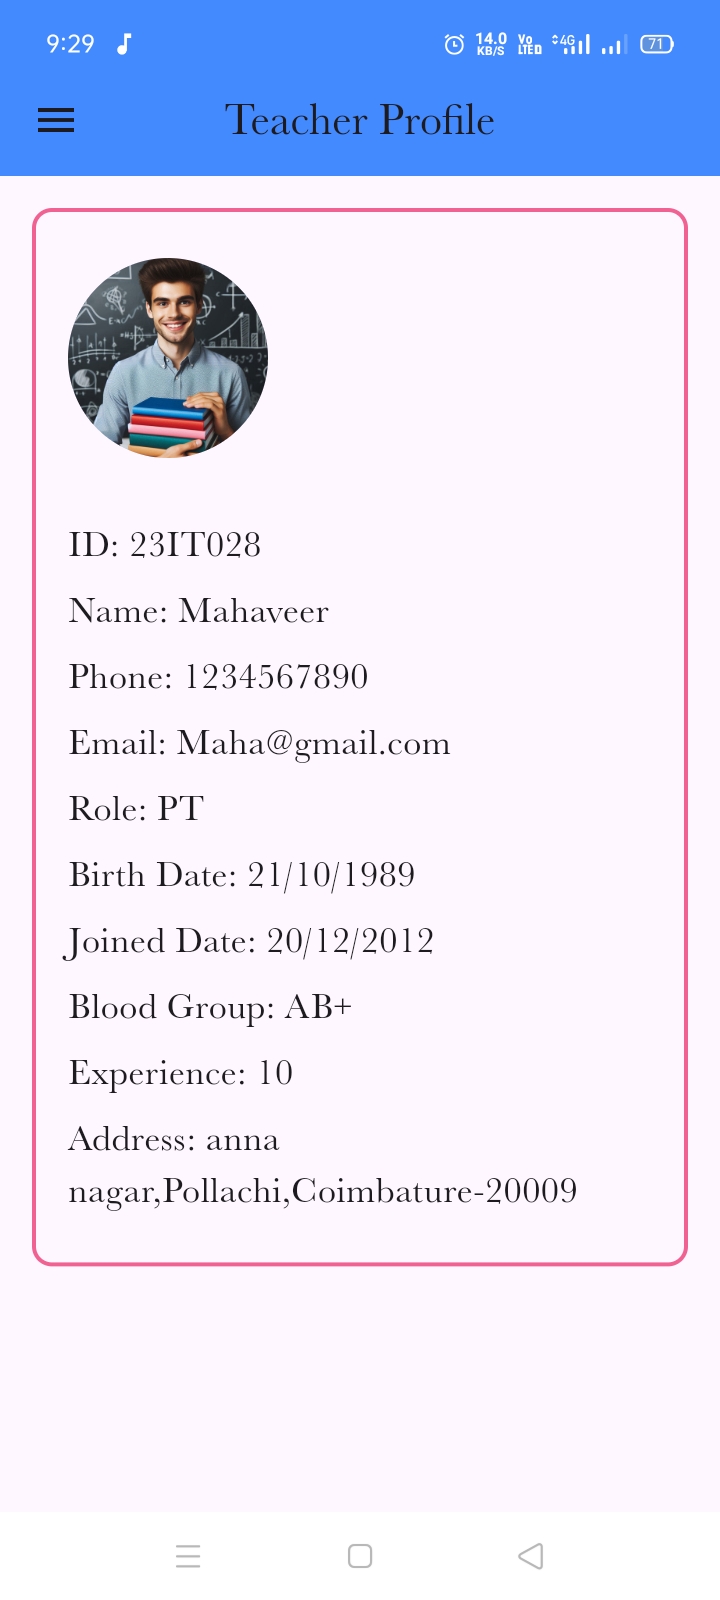 9:29
14.0 KB/S Vo LTE D 4G 71
Teacher Profile
ID: 23IT028
Name: Mahaveer
Phone: 1234567890
Email: Maha@gmail.com
Role: PT
Birth Date: 21/10/1989
Joined Date: 20/12/2012
Blood Group: AB+
Experience: 10
Address: anna
nagar,Pollachi,Coimbature-20009